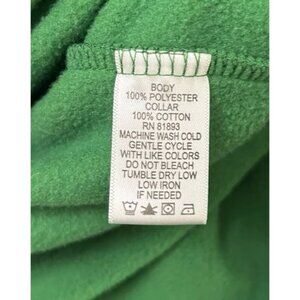 BODY
100% POLYESTER
COLLAR
100% COTTON
RN 81893
MACHINE WASH COLD
GENTLE CYCLE
WITH LIKE COLORS
DO NOT BLEACH
TUMBLE DRY LOW
LOW IRON
IF NEEDED